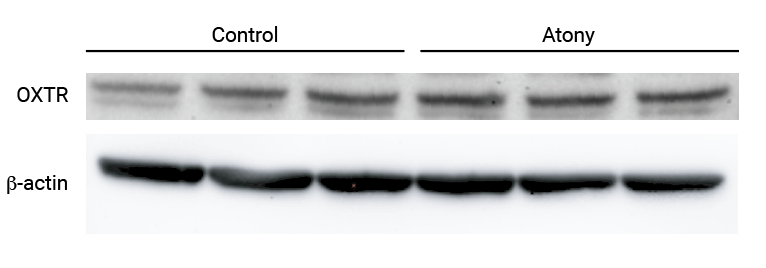 Control Atony
OXTR
β-actin